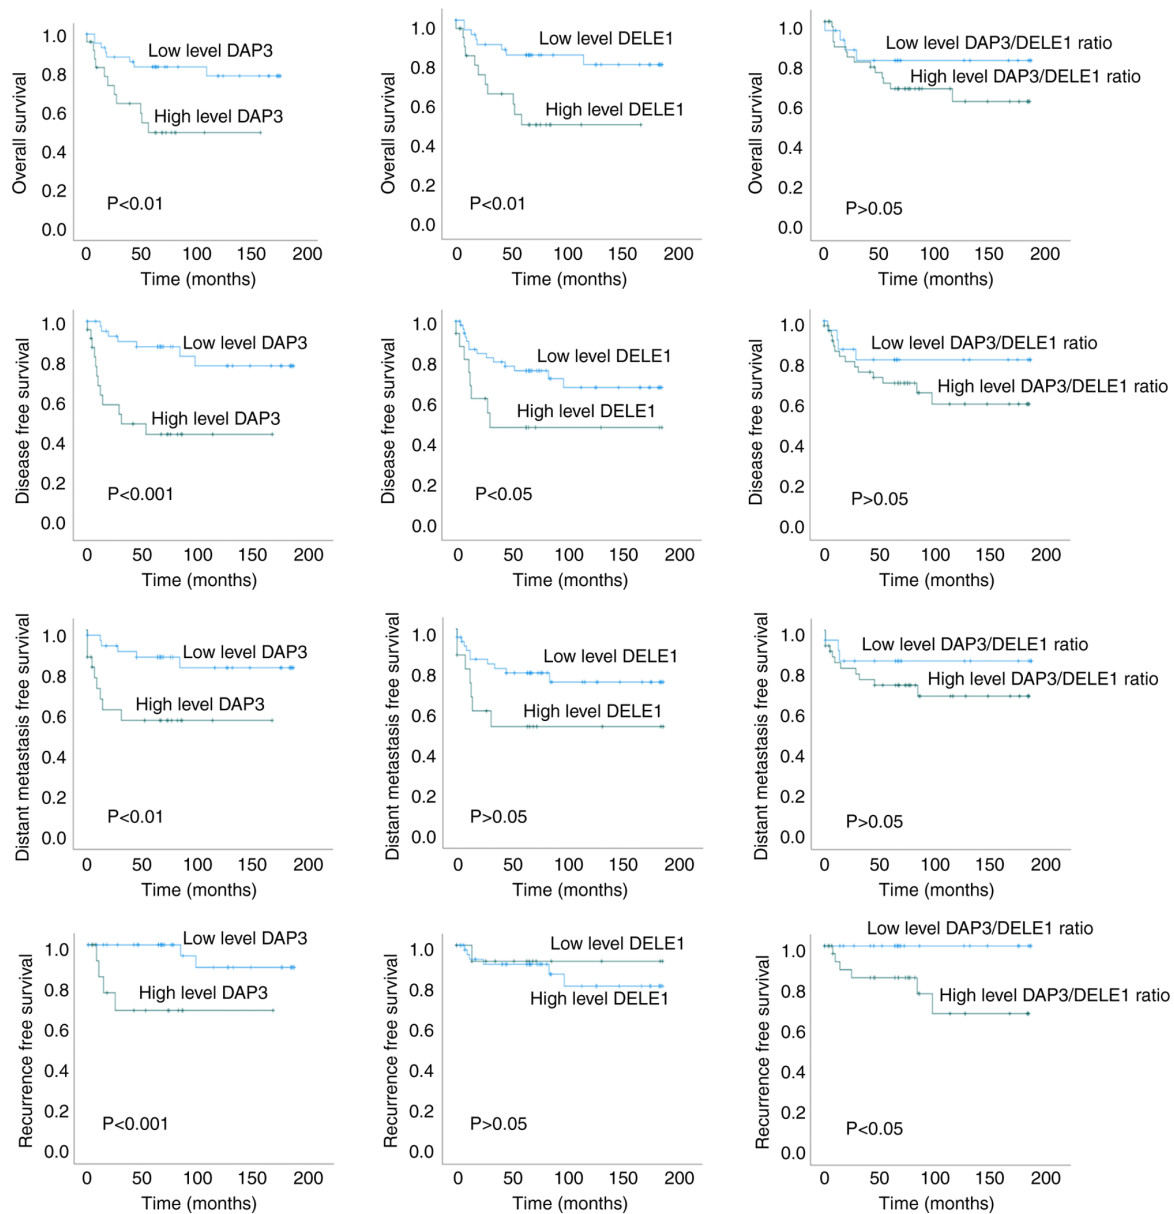 Overall survival
1.0
0.8
0.6
0.4
0.2
0.0
Low level DAP3
High level DAP3
P<0.01
0 50 100 150 200
Time (months)
Overall survival
1.0
0.8
0.6
0.4
0.2
0.0
Low level DELE1
High level DELE1
P<0.01
0 50 100 150 200
Time (months)
Overall survival
1.0
0.8
0.6
0.4
0.2
0.0
Low level DAP3/DELE1 ratio
High level DAP3/DELE1 ratio
P>0.05
0 50 100 150 200
Time (months)
Disease free survival
1.0
0.8
0.6
0.4
0.2
0.0
Low level DAP3
High level DAP3
P<0.001
0 50 100 150 200
Time (months)
Disease free survival
1.0
0.8
0.6
0.4
0.2
0.0
Low level DELE1
High level DELE1
P<0.05
0 50 100 150 200
Time (months)
Disease free survival
1.0
0.8
0.6
0.4
0.2
0.0
Low level DAP3/DELE1 ratio
High level DAP3/DELE1 ratio
P>0.05
0 50 100 150 200
Time (months)
Distant metastasis free survival
1.0
0.8
0.6
0.4
0.2
0.0
Low level DAP3
High level DAP3
P<0.01
0 50 100 150 200
Time (months)
Distant metastasis free survival
1.0
0.8
0.6
0.4
0.2
0.0
Low level DELE1
High level DELE1
P>0.05
0 50 100 150 200
Time (months)
Distant metastasis free survival
1.0
0.8
0.6
0.4
0.2
0.0
Low level DAP3/DELE1 ratio
High level DAP3/DELE1 ratio
P>0.05
0 50 100 150 200
Time (months)
Recurrence free survival
1.0
0.8
0.6
0.4
0.2
0.0
Low level DAP3
High level DAP3
P<0.001
0 50 100 150 200
Time (months)
Recurrence free survival
1.0
0.8
0.6
0.4
0.2
0.0
Low level DELE1
High level DELE1
P>0.05
0 50 100 150 200
Time (months)
Recurrence free survival
1.0
0.8
0.6
0.4
0.2
0.0
Low level DAP3/DELE1 ratio
High level DAP3/DELE1 ratio
P<0.05
0 50 100 150 200
Time (months)